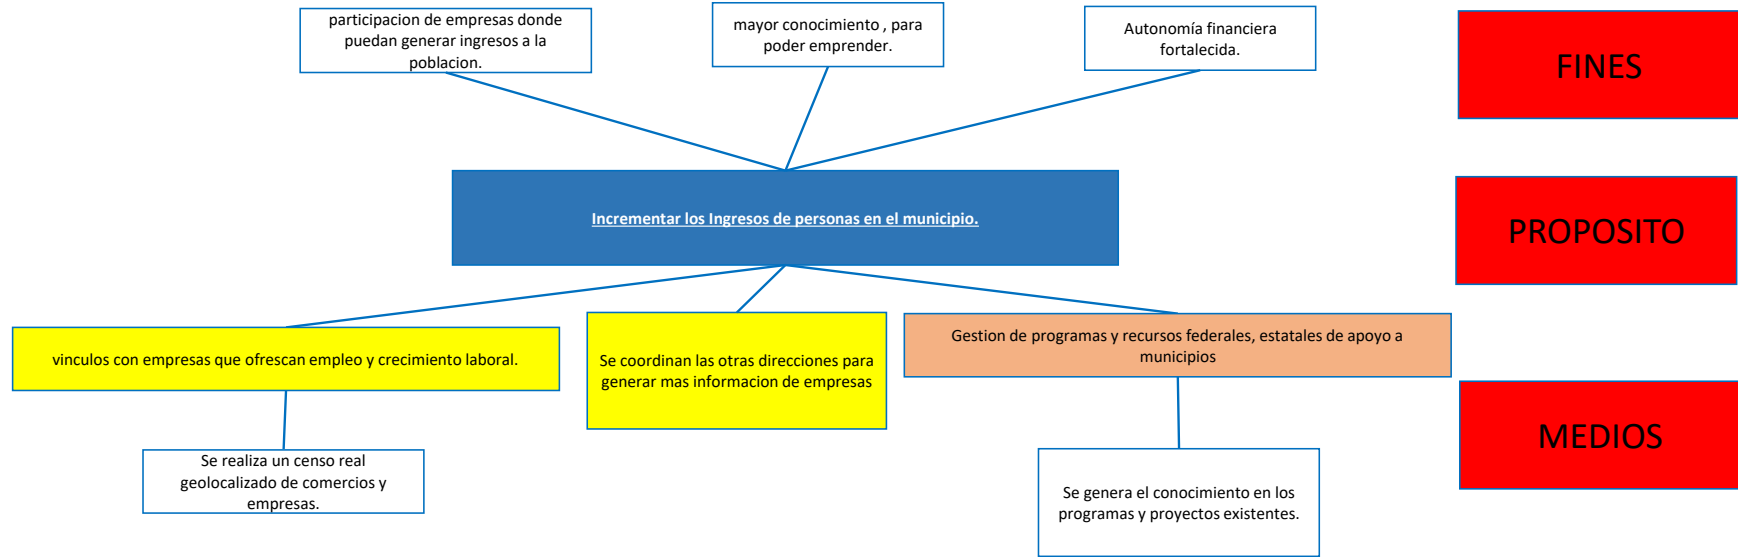 participacion de empresas donde
puedan generar ingresos a la
poblacion.
mayor conocimiento , para
poder emprender.
Autonomía financiera
fortalecida.
FINES
Incrementar los Ingresos de personas en el municipio.
PROPOSITO
vinculos con empresas que ofrescan empleo y crecimiento laboral.
Se coordinan las otras direcciones para
generar mas informacion de empresas
Gestion de programas y recursos federales, estatales de apoyo a
municipios
MEDIOS
Se realiza un censo real
geolocalizado de comercios y
empresas.
Se genera el conocimiento en los
programas y proyectos existentes.